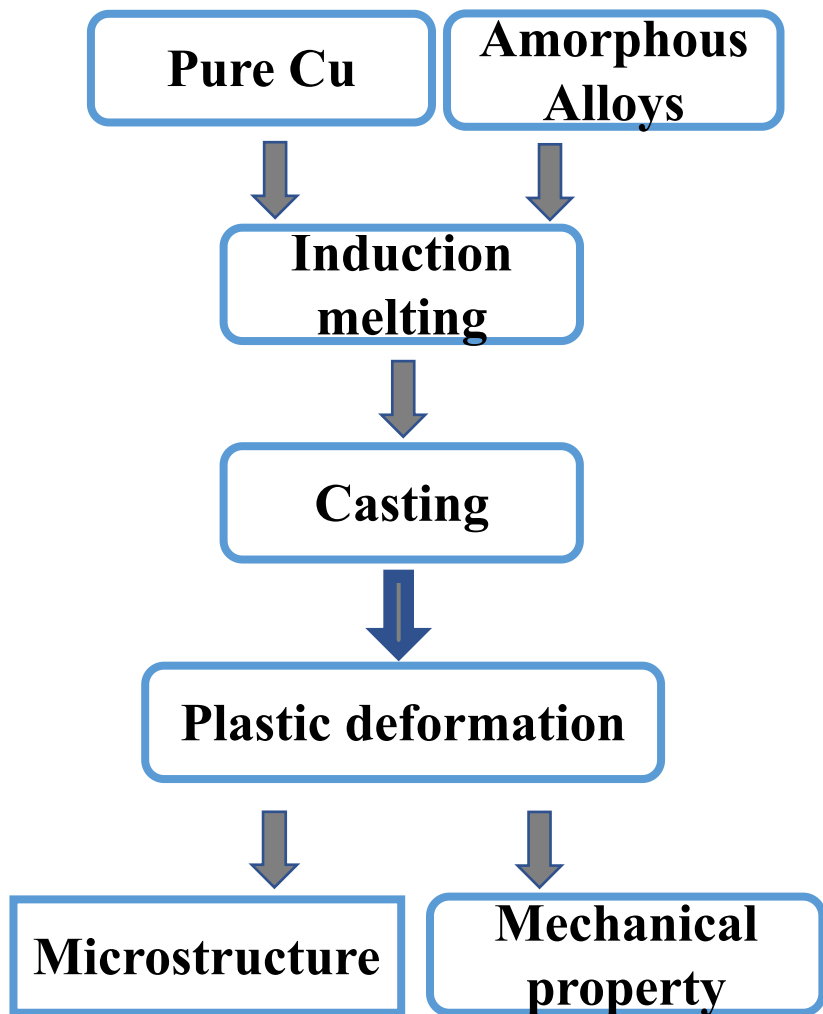 Pure Cu
Amorphous
Alloys
Induction
melting
Casting
Plastic deformation
Microstructure
Mechanical
property